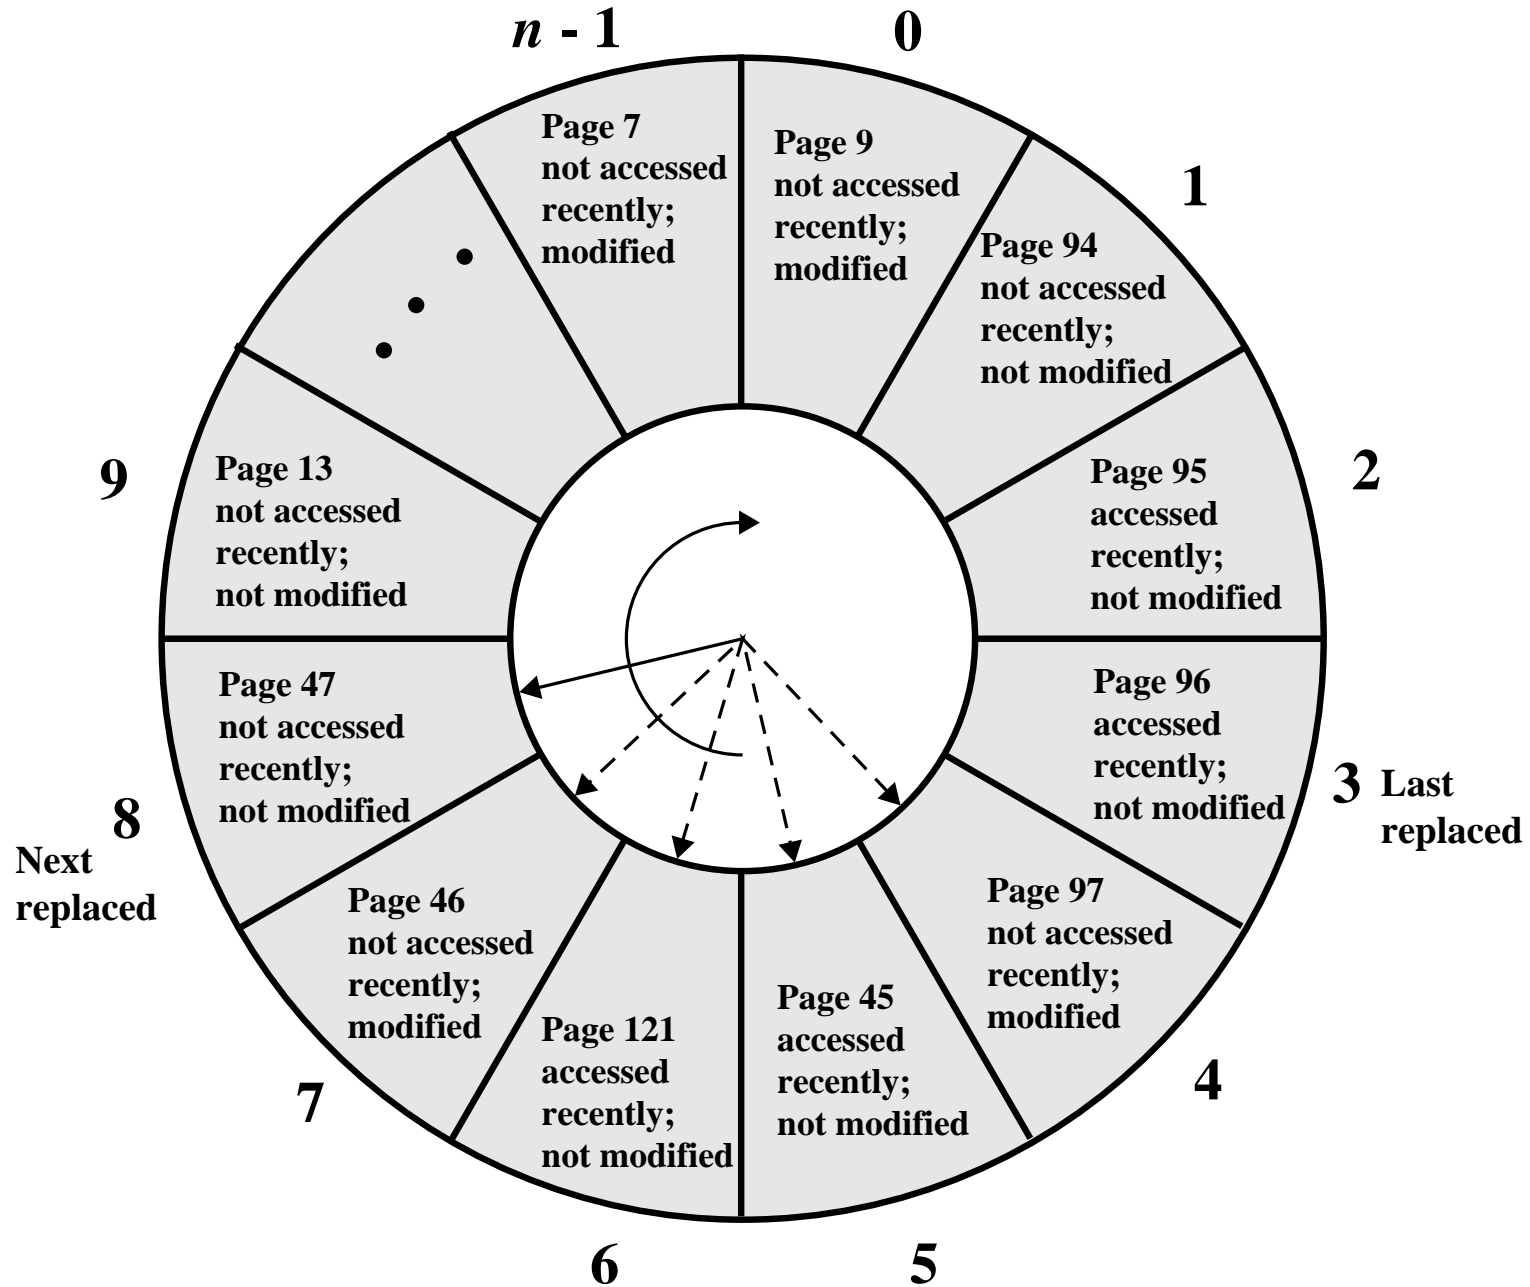 n - 1
0
Page 7
not accessed
recently;
modified
Page 9
not accessed
recently;
modified
1
Page 94
not accessed
recently;
not modified
2
Page 95
accessed
recently;
not modified
3
Last
replaced
Page 96
accessed
recently;
not modified
4
Page 97
not accessed
recently;
modified
5
Page 45
accessed
recently;
not modified
6
Page 121
accessed
recently;
not modified
7
Page 46
not accessed
recently;
modified
8
Next
replaced
Page 47
not accessed
recently;
not modified
9
Page 13
not accessed
recently;
not modified